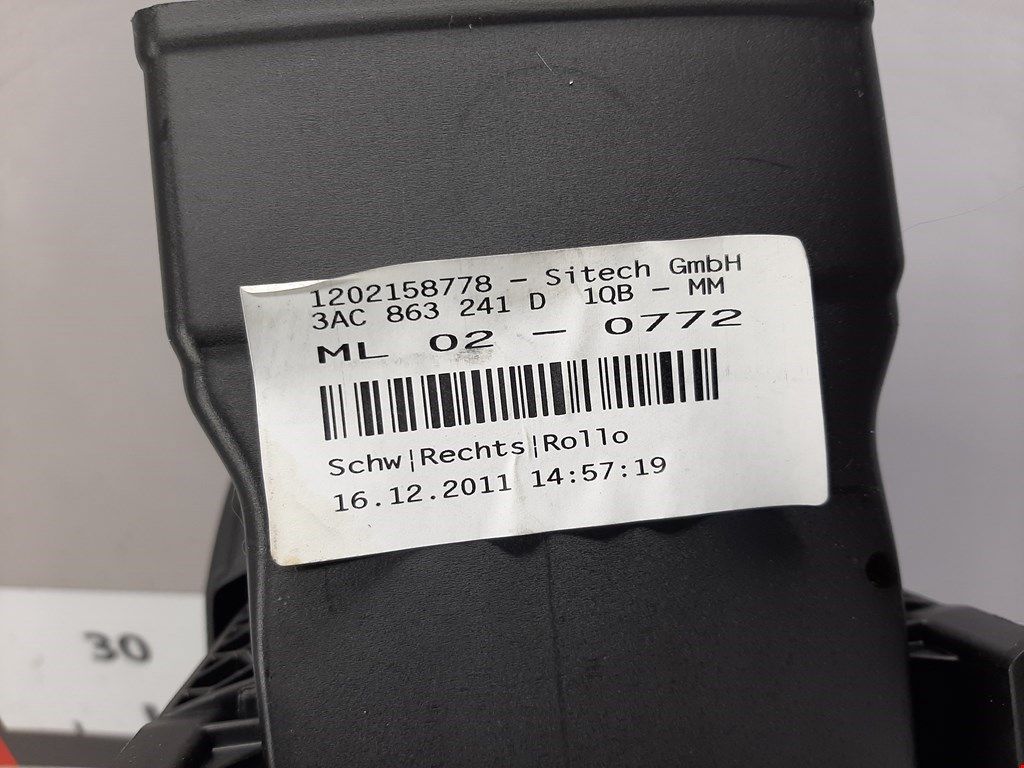 1202158778 - Sitech GmbH
3AC 863 241 D 1QB - MM
ML 02 - 0772
Schw|Rechts|Rollo
16.12.2011 14:57:19
30